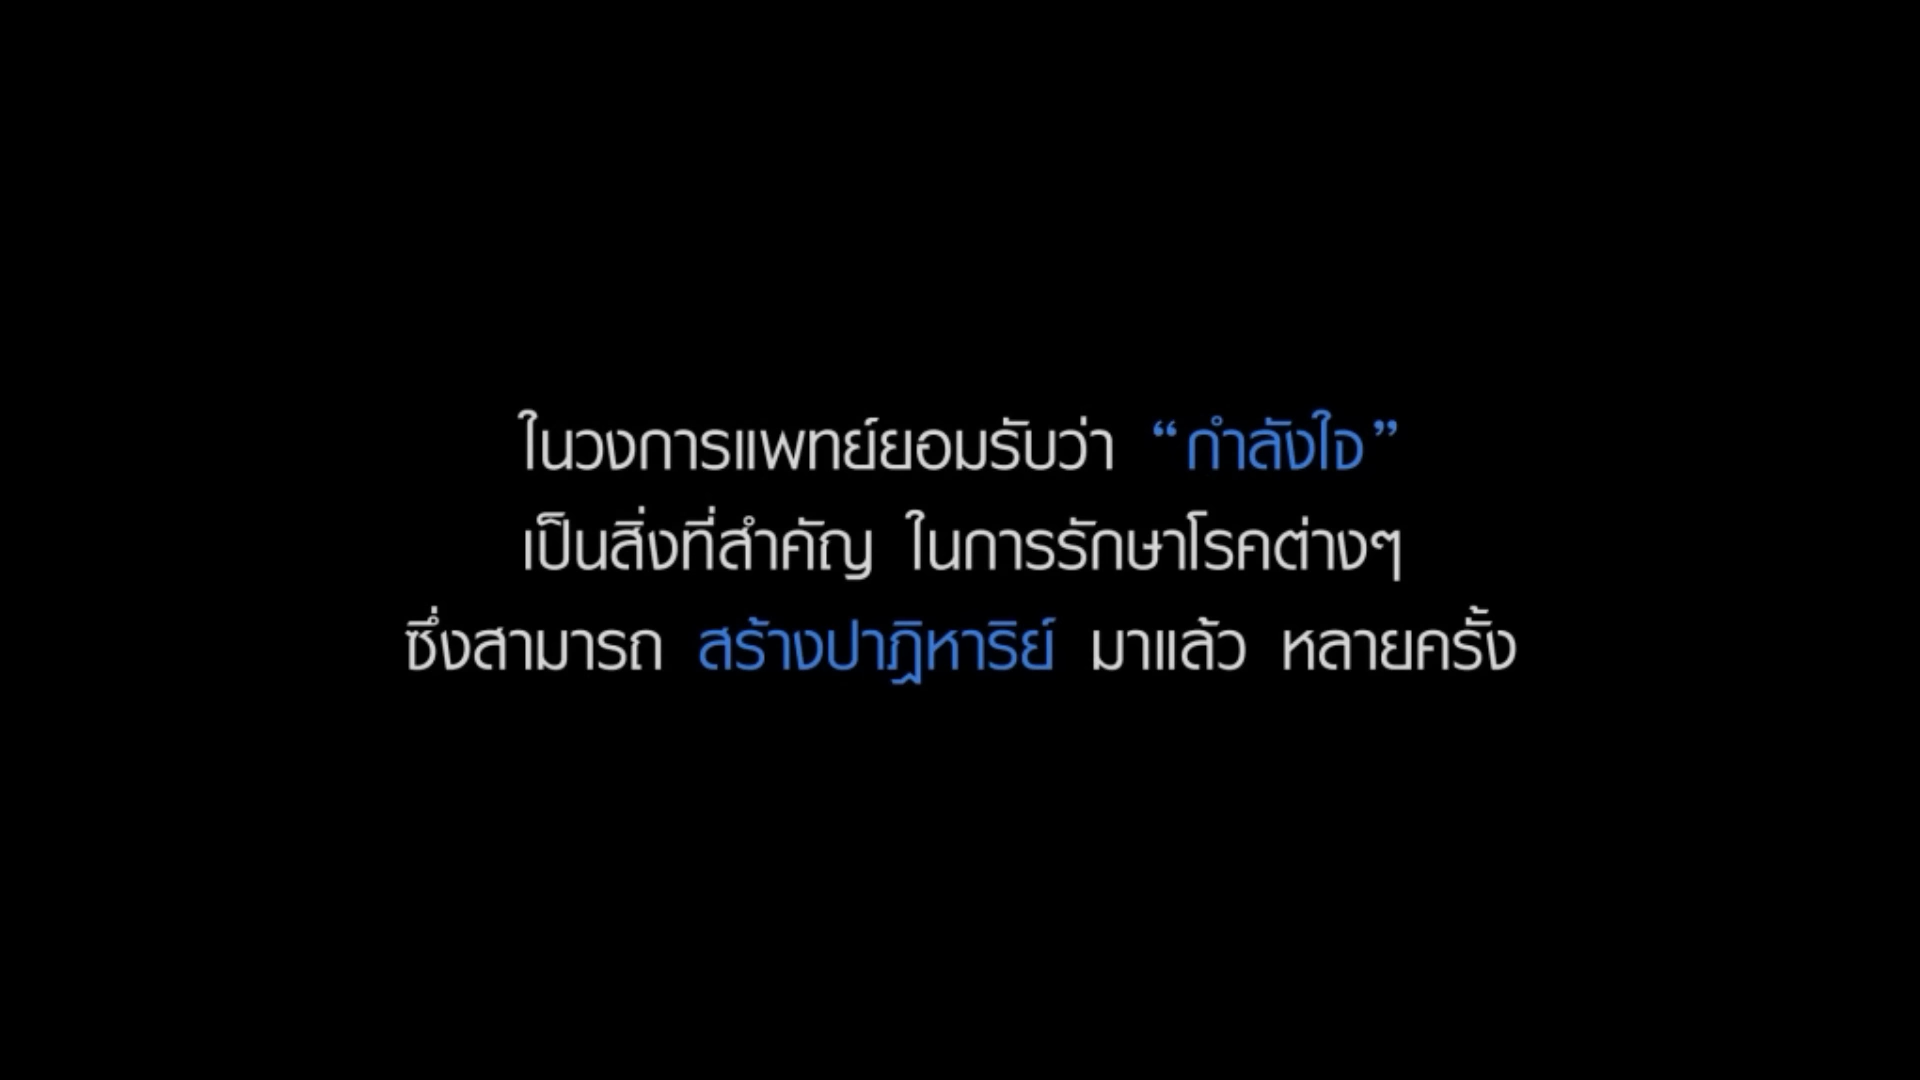 ในวงการแพทย์ยอมรับว่า “กำลังใจ”
เป็นสิ่งที่สำคัญ ในการรักษาโรคต่างๆ
ซึ่งสามารถ สร้างปาฏิหาริย์ มาแล้ว หลายครั้ง